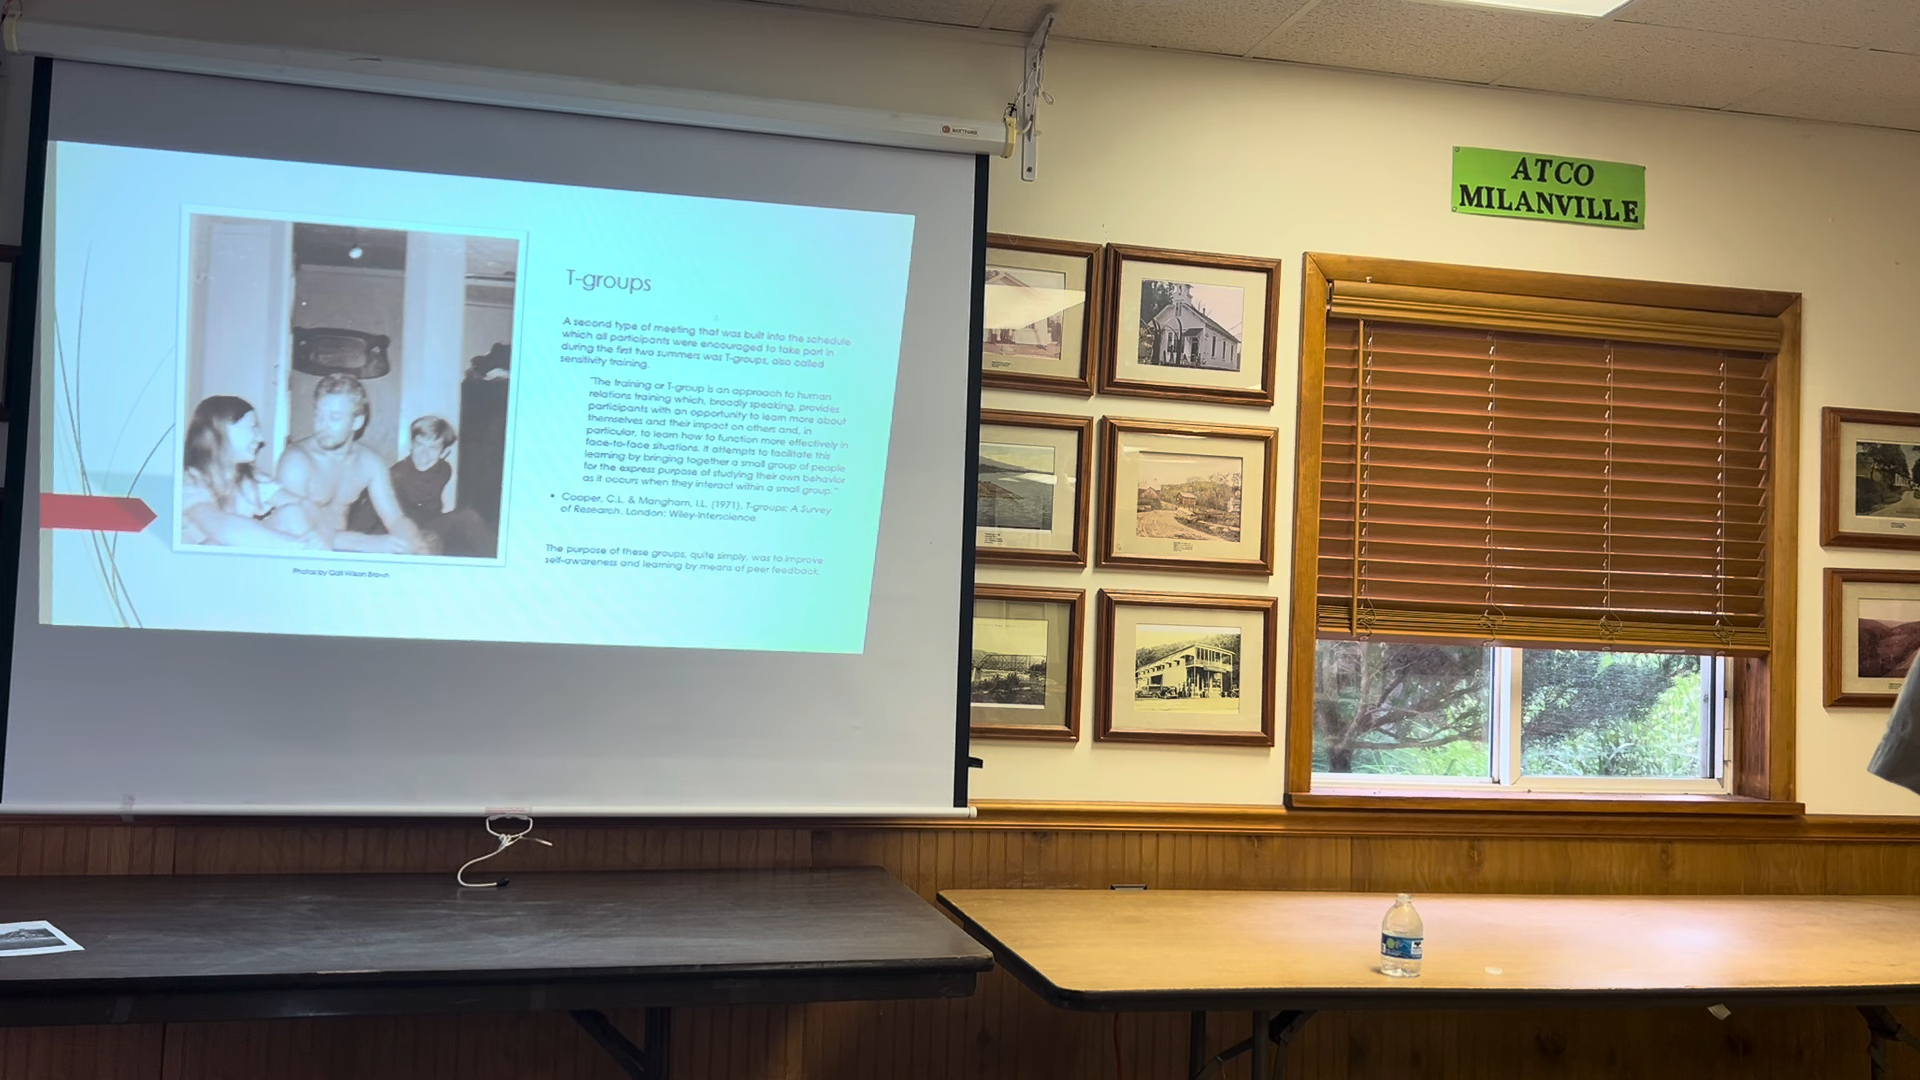 T-groups
A second type of meeting that was built into the schedule
which all participants were encouraged to take part in
during the first two summers was T-groups, also called
sensitivity training.
"The training or T-group is an approach to human
relations training which, broadly speaking, provides
participants with an opportunity to learn more about
themselves and their impact on others and, in
particular, to learn how to function more effectively in
face-to-face situations. It attempts to facilitate this
learning by bringing together a small group of people
for the express purpose of studying their own behavior
as it occurs when they interact within a small group."
• Cooper, C.L. & Mangham, I.L. (1971). T-groups: A Survey
of Research. London: Wiley-Interscience
The purpose of these groups, quite simply, was to improve
self-awareness and learning by means of peer feedback.
Photos by Gail Wilson Brown
ATCO
MILANVILLE